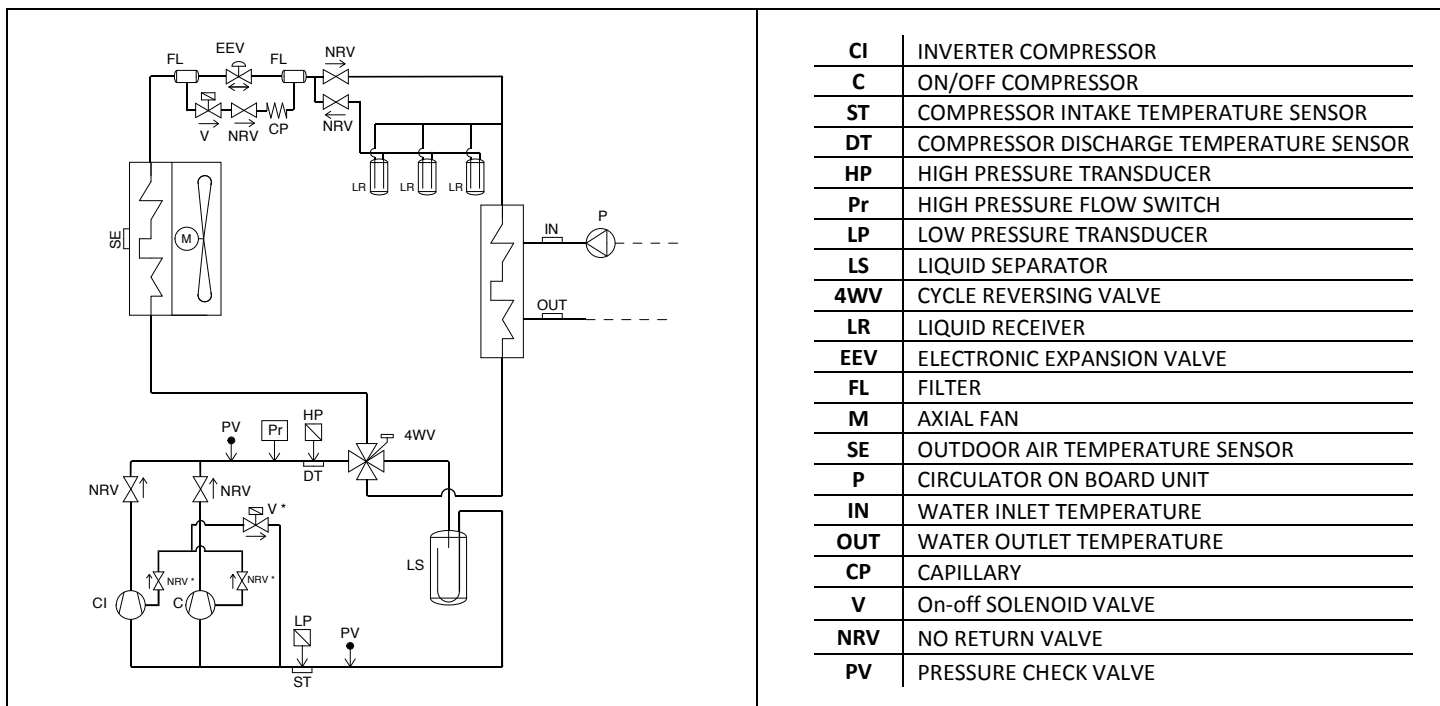 EEV
NRV
FL
FL
V
NRV
CP
NRV
LR
LR
LR
SE
M
IN
P
OUT
HP
PV
Pr
4WV
DT
NRV
NRV
V *
LS
NRV *
NRV *
CI
C
LP
PV
ST
CI INVERTER COMPRESSOR
C ON/OFF COMPRESSOR
ST COMPRESSOR INTAKE TEMPERATURE SENSOR
DT COMPRESSOR DISCHARGE TEMPERATURE SENSOR
HP HIGH PRESSURE TRANSDUCER
Pr HIGH PRESSURE FLOW SWITCH
LP LOW PRESSURE TRANSDUCER
LS LIQUID SEPARATOR
4WV CYCLE REVERSING VALVE
LR LIQUID RECEIVER
EEV ELECTRONIC EXPANSION VALVE
FL FILTER
M AXIAL FAN
SE OUTDOOR AIR TEMPERATURE SENSOR
P CIRCULATOR ON BOARD UNIT
IN WATER INLET TEMPERATURE
OUT WATER OUTLET TEMPERATURE
CP CAPILLARY
V On-off SOLENOID VALVE
NRV NO RETURN VALVE
PV PRESSURE CHECK VALVE